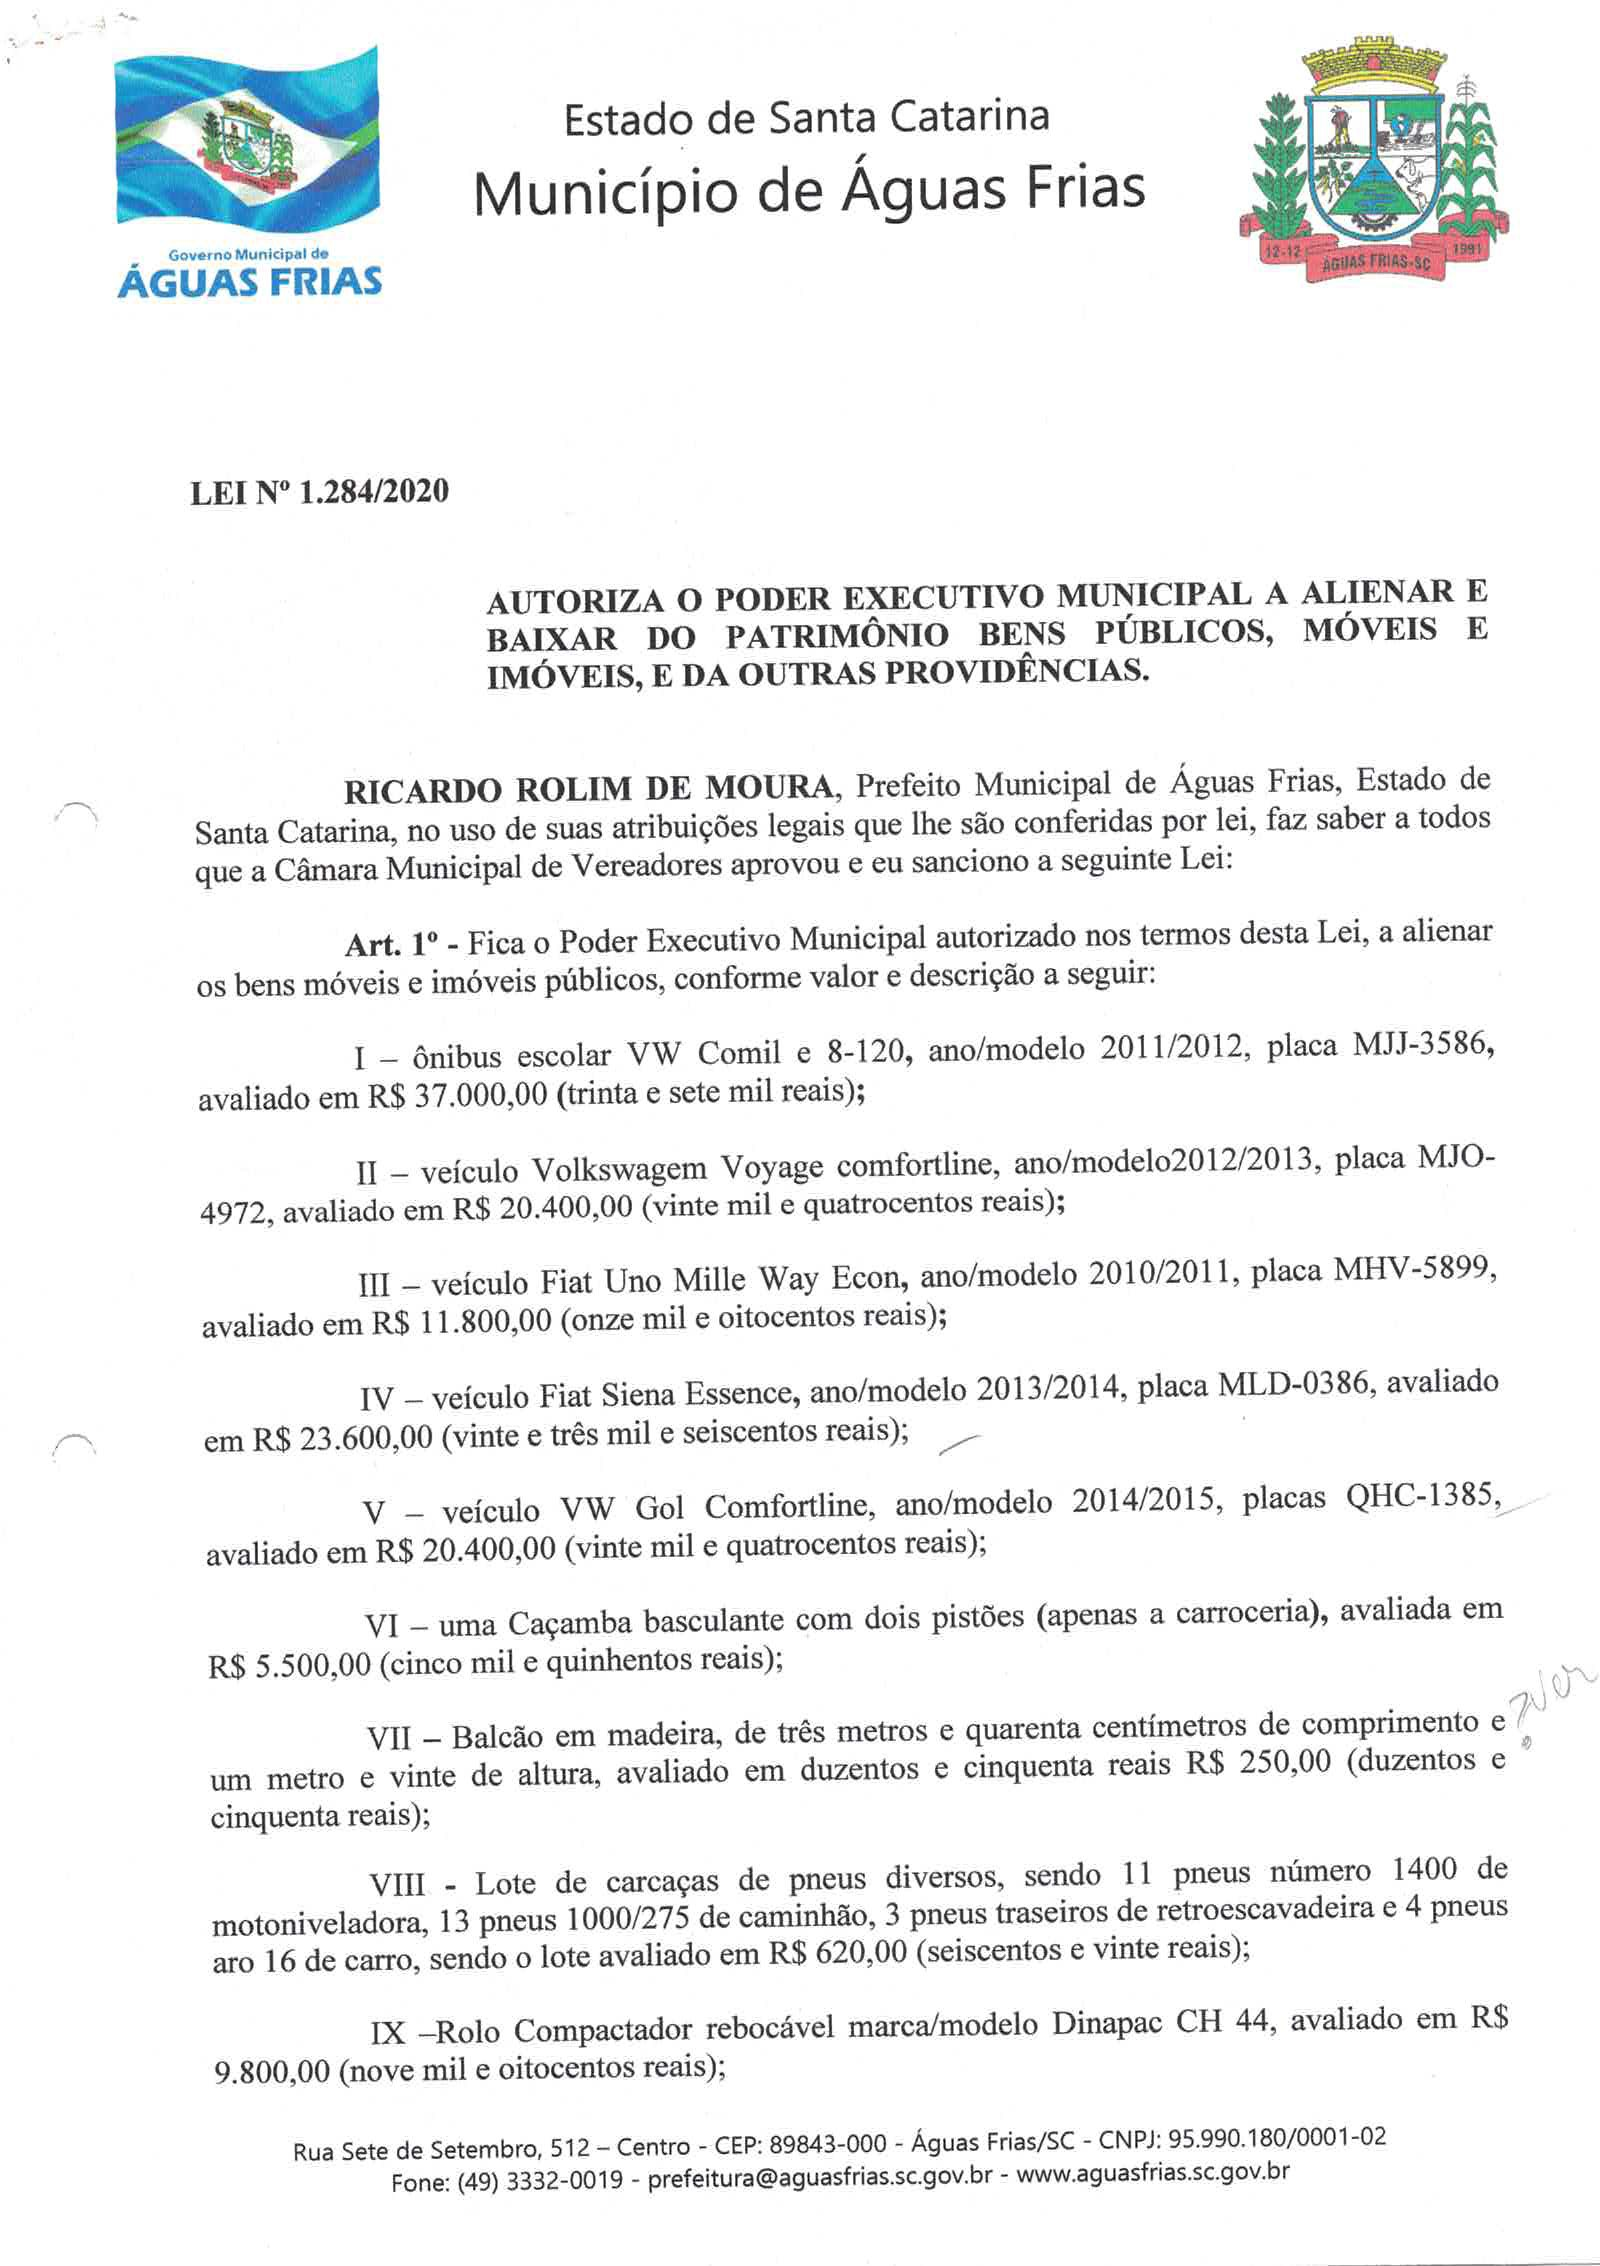 Estado de Santa Catarina
Município de Águas Frias
Governo Municipal de
ÁGUAS FRIAS
12-12
ÁGUAS FRIAS-SC
1991
LEI Nº 1.284/2020
AUTORIZA O PODER EXECUTIVO MUNICIPAL A ALIENAR E
BAIXAR DO PATRIMÔNIO BENS PÚBLICOS, MÓVEIS E
IMÓVEIS, E DA OUTRAS PROVIDÊNCIAS.
RICARDO ROLIM DE MOURA, Prefeito Municipal de Águas Frias, Estado de
Santa Catarina, no uso de suas atribuições legais que lhe são conferidas por lei, faz saber a todos
que a Câmara Municipal de Vereadores aprovou e eu sanciono a seguinte Lei:
Art. 1º - Fica o Poder Executivo Municipal autorizado nos termos desta Lei, a alienar
os bens móveis e imóveis públicos, conforme valor e descrição a seguir:
I – ônibus escolar VW Comil e 8-120, ano/modelo 2011/2012, placa MJJ-3586,
avaliado em R$ 37.000,00 (trinta e sete mil reais);
II – veículo Volkswagem Voyage comfortline, ano/modelo2012/2013, placa MJO-
4972, avaliado em R$ 20.400,00 (vinte mil e quatrocentos reais);
III – veículo Fiat Uno Mille Way Econ, ano/modelo 2010/2011, placa MHV-5899,
avaliado em R$ 11.800,00 (onze mil e oitocentos reais);
IV – veículo Fiat Siena Essence, ano/modelo 2013/2014, placa MLD-0386, avaliado
em R$ 23.600,00 (vinte e três mil e seiscentos reais);
V – veículo VW Gol Comfortline, ano/modelo 2014/2015, placas QHC-1385,
avaliado em R$ 20.400,00 (vinte mil e quatrocentos reais);
VI – uma Caçamba basculante com dois pistões (apenas a carroceria), avaliada em
R$ 5.500,00 (cinco mil e quinhentos reais);
VII – Balcão em madeira, de três metros e quarenta centímetros de comprimento e
um metro e vinte de altura, avaliado em duzentos e cinquenta reais R$ 250,00 (duzentos e
cinquenta reais);
VIII - Lote de carcaças de pneus diversos, sendo 11 pneus número 1400 de
motoniveladora, 13 pneus 1000/275 de caminhão, 3 pneus traseiros de retroescavadeira e 4 pneus
aro 16 de carro, sendo o lote avaliado em R$ 620,00 (seiscentos e vinte reais);
IX –Rolo Compactador rebocável marca/modelo Dinapac CH 44, avaliado em R$
9.800,00 (nove mil e oitocentos reais);
Rua Sete de Setembro, 512 – Centro - CEP: 89843-000 - Águas Frias/SC - CNPJ: 95.990.180/0001-02
Fone: (49) 3332-0019 - prefeitura@aguasfrias.sc.gov.br - www.aguasfrias.sc.gov.br